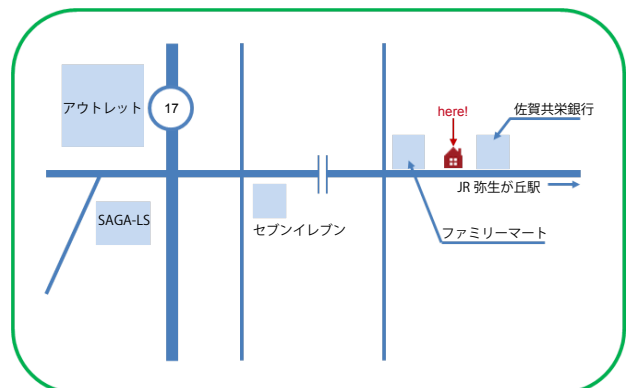 アウトレット
17
here!
佐賀共栄銀行
JR 弥生が丘駅
SAGA-LS
セブンイレブン
ファミリーマート